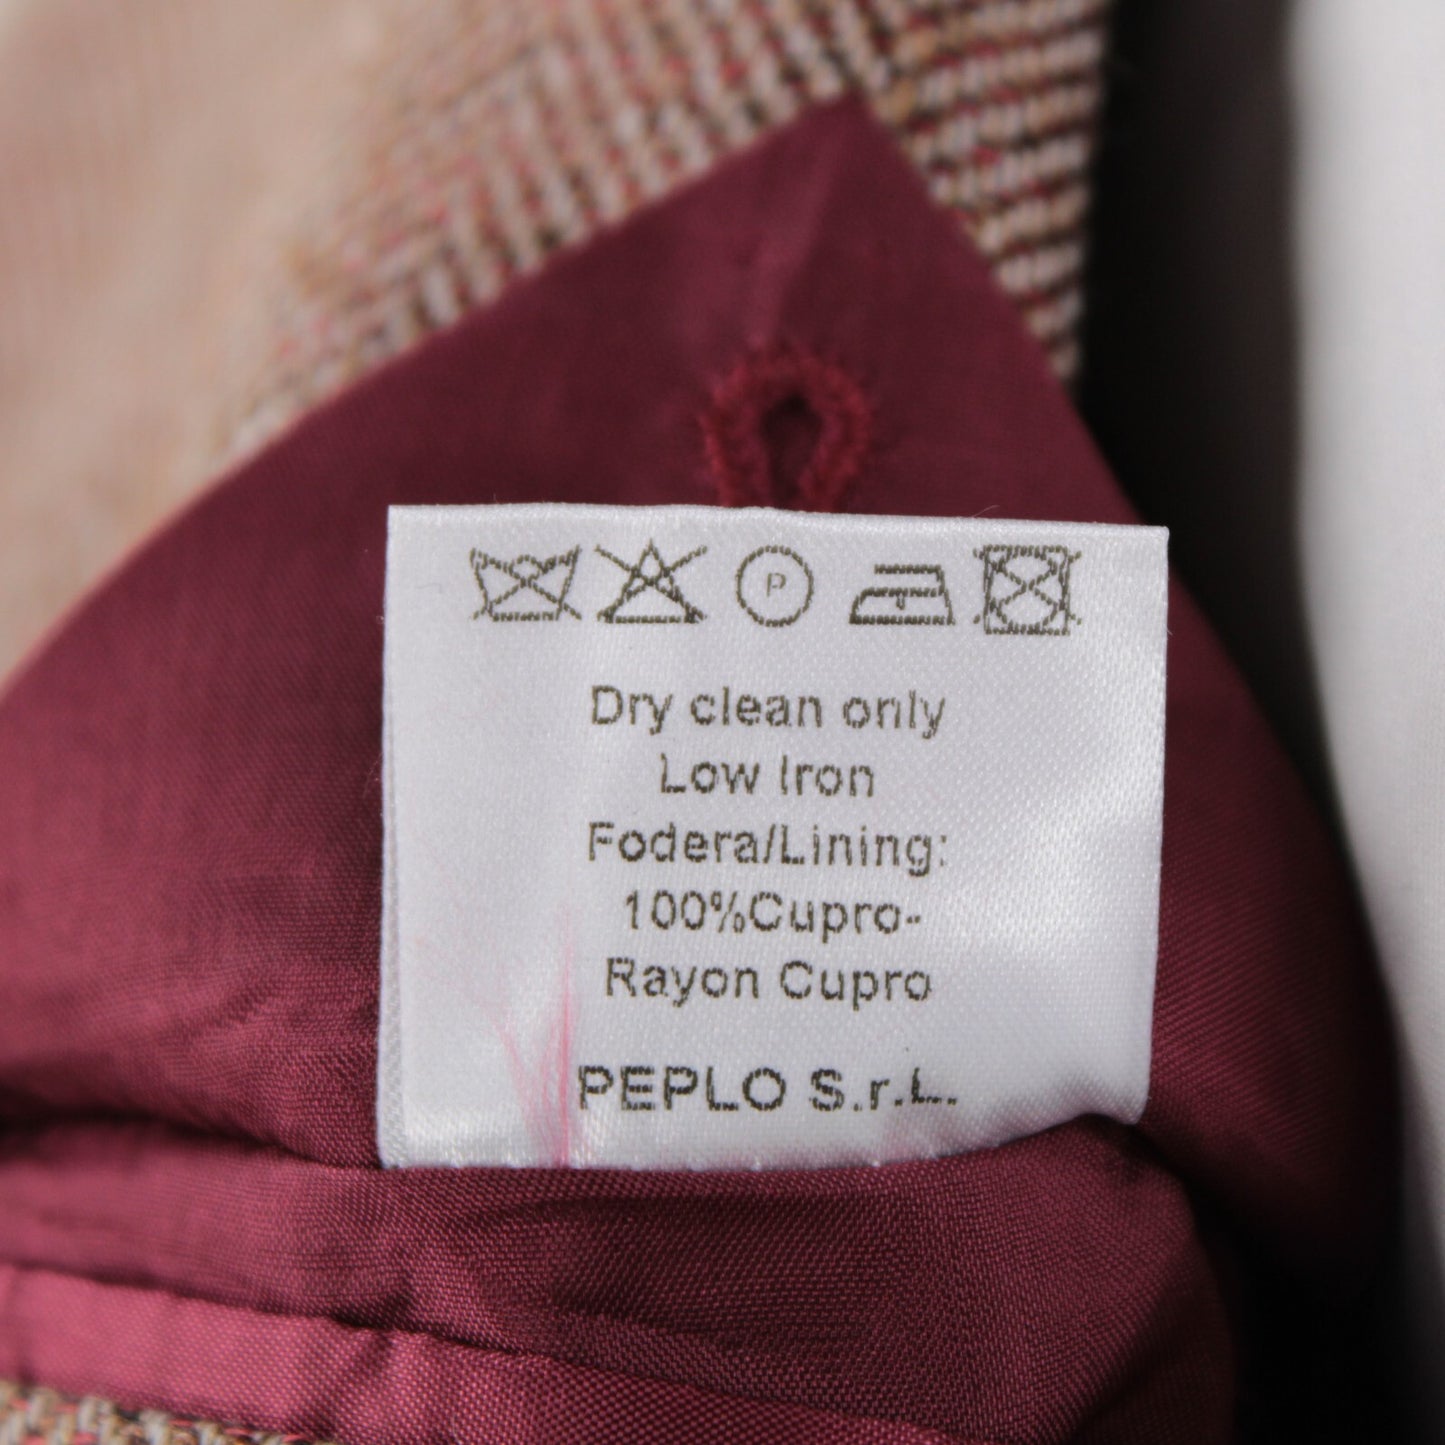 P
Dry clean only
Low Iron
Fodera/Lining:
100%Cupro-
Rayon Cupro
PEPLO S.r.L.